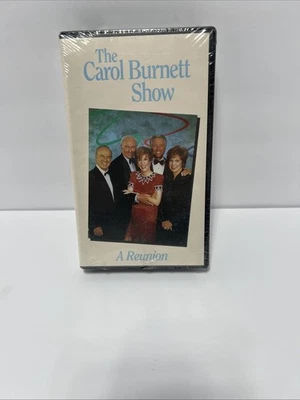 The
Carol Burnett
Show
A Reunion